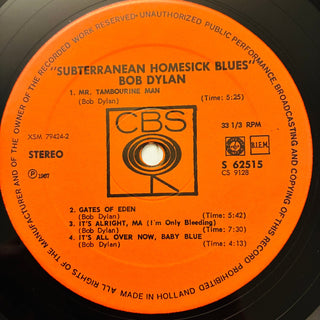 ALL RIGHTS OF THE MANUFACTURER AND OF THE OWNER OF THE RECORDED WORK RESERVED - UNAUTHORISED PUBLIC PERFORMANCE, BROADCASTING AND COPYING OF THIS RECORD PROHIBITED
"SUBTERRANEAN HOMESICK BLUES"
BOB DYLAN
1. MR. TAMBOURINE MAN
(Bob Dylan) (Time: 5:25)
XSM 79424-2
CBS
33 1/3 RPM
B.I.E.M.
STEREO
S 62515
CS 9128
Ⓟ 1967
2. GATES OF EDEN
(Bob Dylan) (Time: 5:42)
3. IT'S ALRIGHT, MA (I'm Only Bleeding)
(Bob Dylan) (Time: 7:30)
4. IT'S ALL OVER NOW, BABY BLUE
(Bob Dylan) (Time: 4:13)
MADE IN HOLLAND